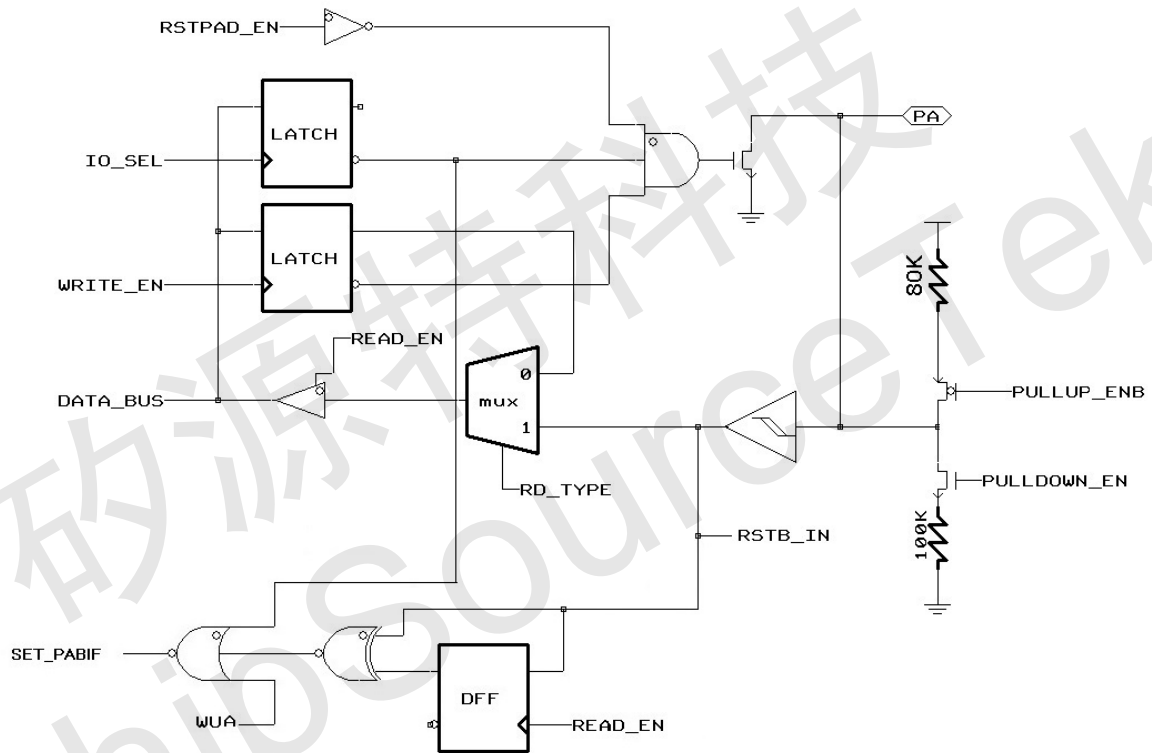 RSTPAD_EN
LATCH
IO_SEL
PA
LATCH
WRITE_EN
80K
READ_EN
0
PULLUP_ENB
DATA_BUS
mux
1
PULLDOWN_EN
RD_TYPE
100K
RSTB_IN
SET_PABIF
DFF
WUA
READ_EN
矽源特科技
ChipSourceTek